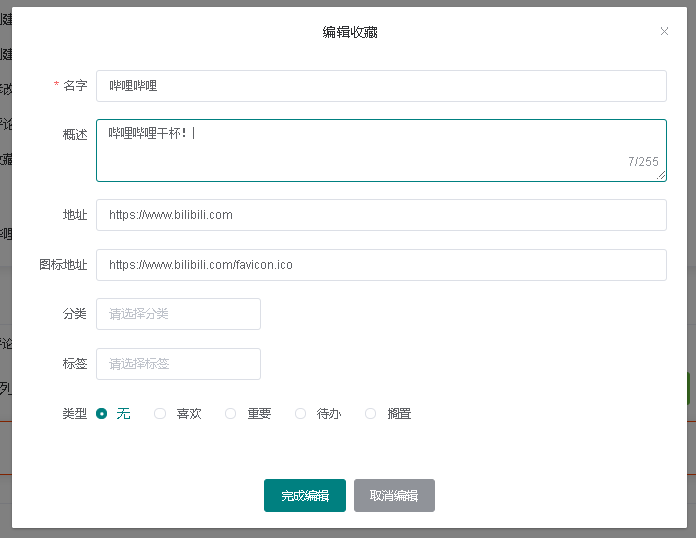 编辑收藏
* 名字 哔哩哔哩
概述 哔哩哔哩干杯！
7/255
地址 https://www.bilibili.com
图标地址 https://www.bilibili.com/favicon.ico
分类 请选择分类
标签 请选择标签
类型 无 喜欢 重要 待办 搁置
完成编辑 取消编辑